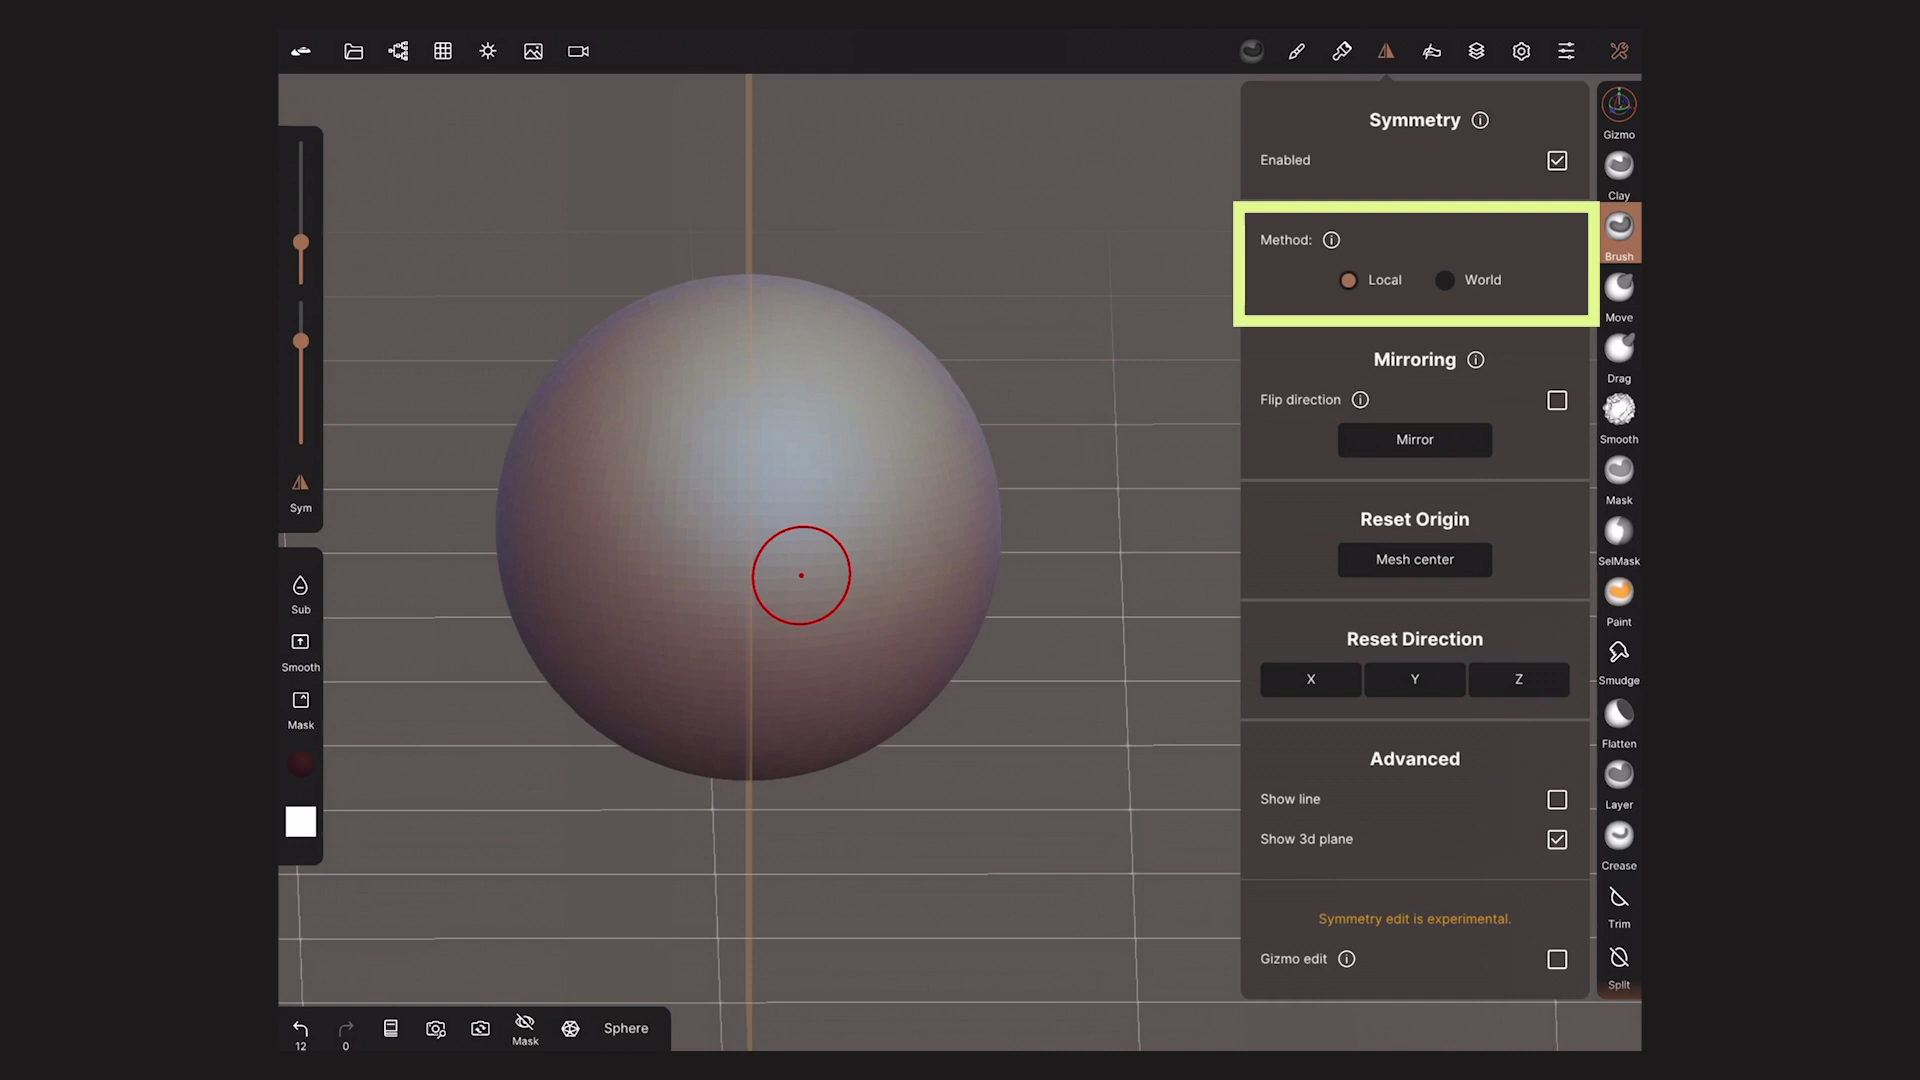 Symmetry
Enabled
Method:
Local
World
Mirroring
Flip direction
Mirror
Reset Origin
Mesh center
Reset Direction
X
Y
Z
Advanced
Show line
Show 3d plane
Symmetry edit is experimental.
Gizmo edit
Gizmo
Clay
Brush
Move
Drag
Smooth
Mask
SelMask
Paint
Smudge
Flatten
Layer
Crease
Trim
Split
Sym
Sub
Smooth
Mask
12
0
Mask
Sphere